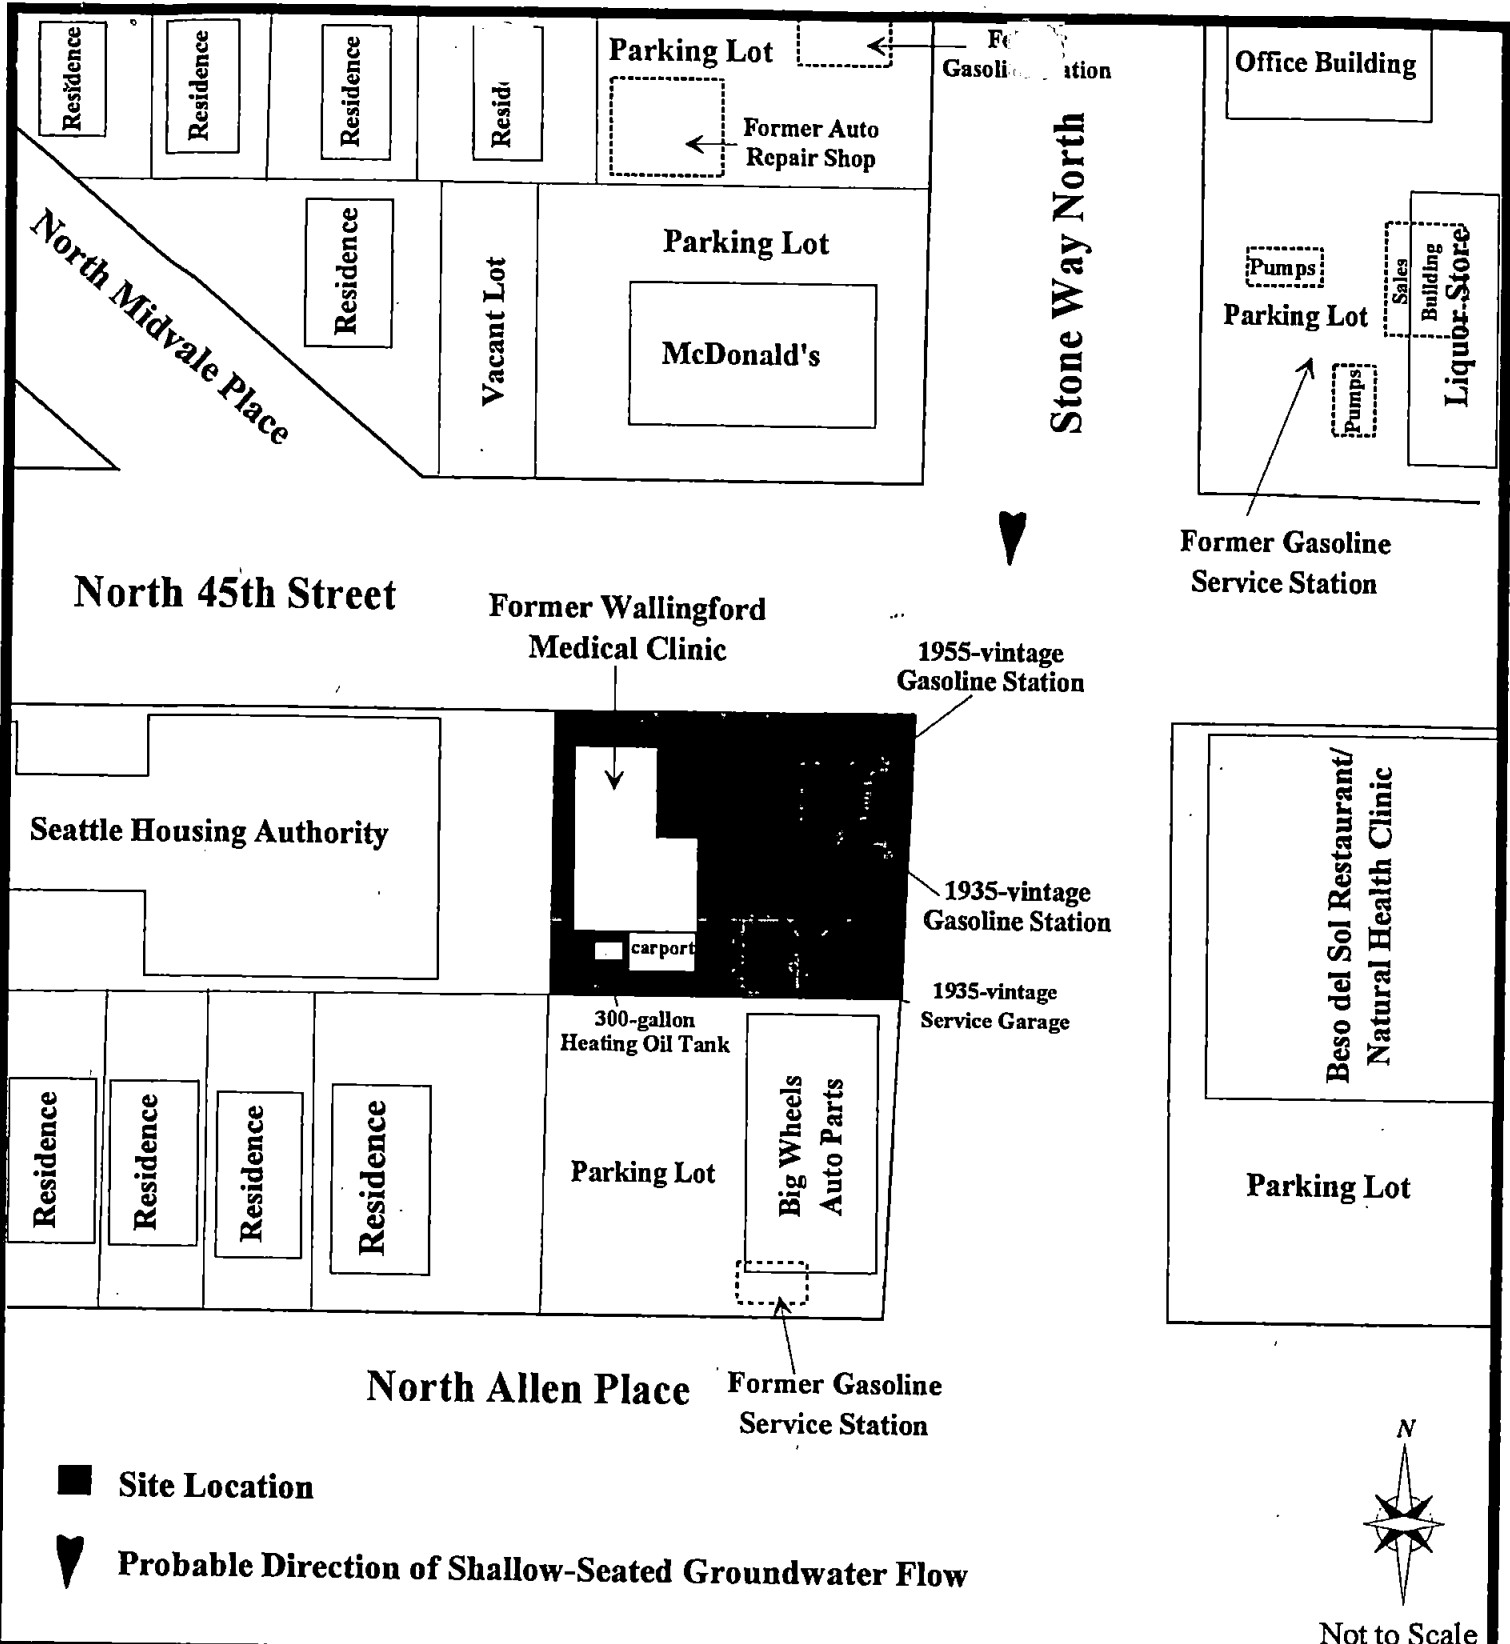 Residence
Residence
Residence
Parking Lot
Gasoline Station
Former Auto
Repair Shop
Office Building
North Midvale Place
Residence
Vacant Lot
Parking Lot
McDonald's
Stone Way North
Pumps
Parking Lot
Pumps
Sales
Building
Liquor Store
Former Gasoline
Service Station
North 45th Street
Former Wallingford
Medical Clinic
1955-vintage
Gasoline Station
Seattle Housing Authority
carport
1935-vintage
Gasoline Station
1935-vintage
Service Garage
300-gallon
Heating Oil Tank
Beso del Sol Restaurant/
Natural Health Clinic
Residence
Residence
Residence
Residence
Parking Lot
Big Wheels
Auto Parts
Parking Lot
North Allen Place
Former Gasoline
Service Station
Site Location
Probable Direction of Shallow-Seated Groundwater Flow
N
Not to Scale